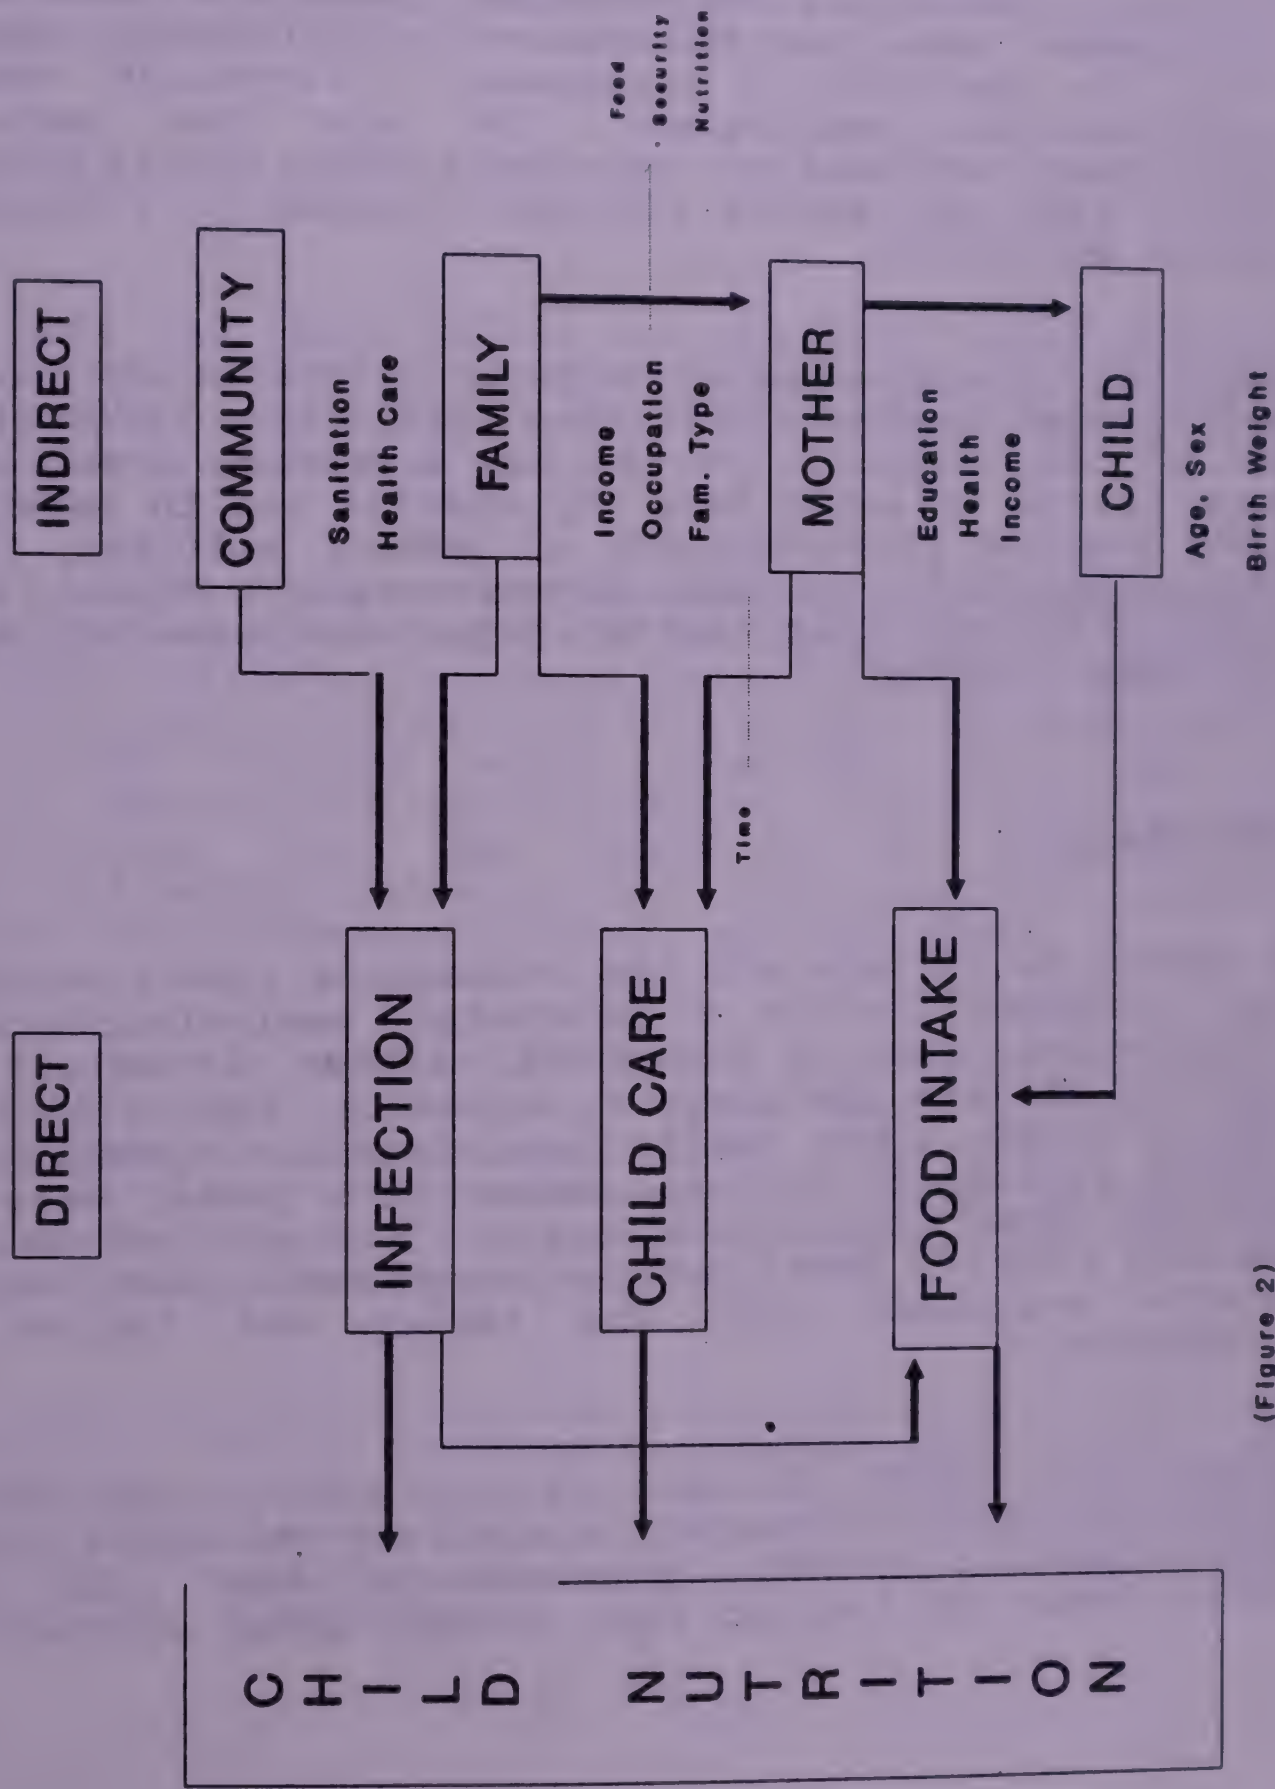 DIRECT
INDIRECT
CHILD
NUTRITION
INFECTION
CHILD CARE
FOOD INTAKE
Time
COMMUNITY
Sanitation
Health Care
FAMILY
Income
Occupation
Fam. Type
Food
Security
Nutrition
MOTHER
Education
Health
Income
CHILD
Age, Sex
Birth Weight
(Figure 2)